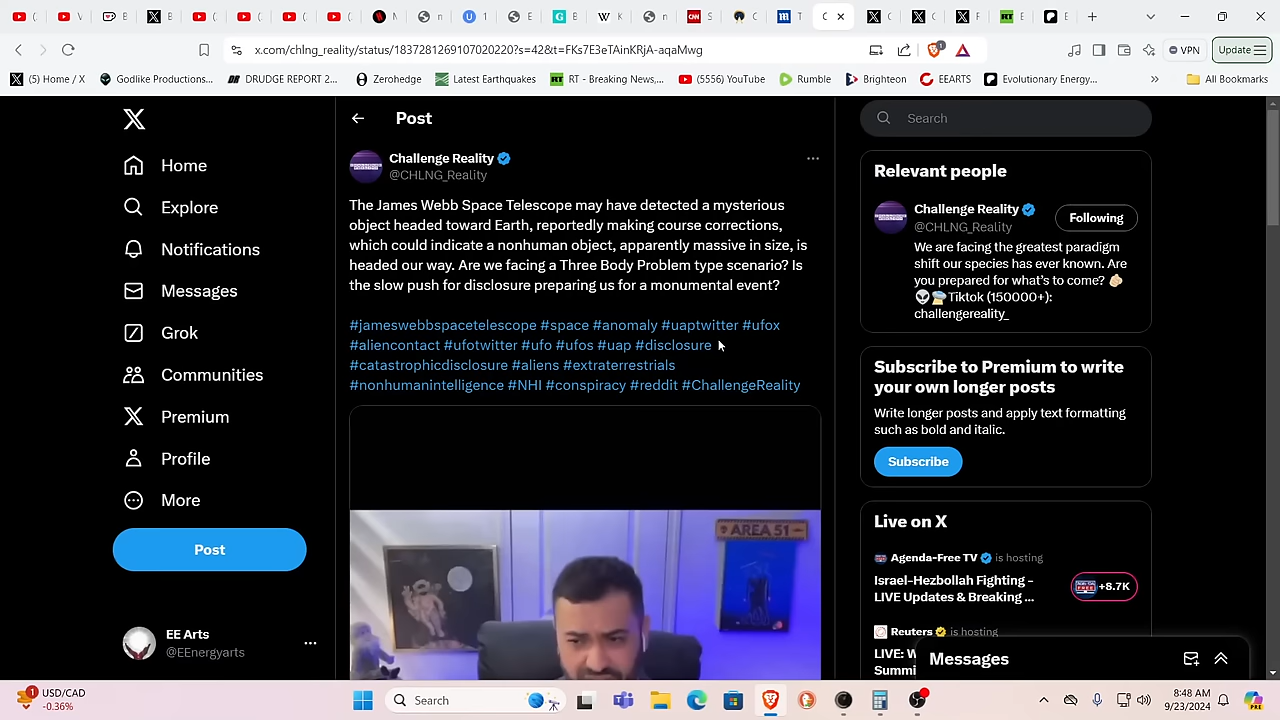 x.com/chlng_reality/status/1837281269107020220?s=42&t=FKs7E3eTAinKRjA-aqaMwg
VPN
Update
(5) Home / X
Godlike Productions...
DRUDGE REPORT 2...
Zerohedge
Latest Earthquakes
RT - Breaking News,...
(5556) YouTube
Rumble
Brighteon
EEARTS
Evolutionary Energy...
All Bookmarks
Home
Explore
Notifications
Messages
Grok
Communities
Premium
Profile
More
Post
EE Arts
@EEnergyarts
Post
Challenge Reality
@CHLNG_Reality
The James Webb Space Telescope may have detected a mysterious
object headed toward Earth, reportedly making course corrections,
which could indicate a nonhuman object, apparently massive in size, is
headed our way. Are we facing a Three Body Problem type scenario? Is
the slow push for disclosure preparing us for a monumental event?
#jameswebbspacetelescope #space #anomaly #uaptwitter #ufox
#aliencontact #ufotwitter #ufo #ufos #uap #disclosure
#catastrophicdisclosure #aliens #extraterrestrials
#nonhumanintelligence #NHI #conspiracy #reddit #ChallengeReality
AREA 51
Search
Relevant people
Challenge Reality
@CHLNG_Reality
Following
We are facing the greatest paradigm
shift our species has ever known. Are
you prepared for what's to come?
Tiktok (150000+):
challengereality_
Subscribe to Premium to write
your own longer posts
Write longer posts and apply text formatting
such as bold and italic.
Subscribe
Live on X
Agenda-Free TV is hosting
Israel-Hezbollah Fighting -
LIVE Updates & Breaking ...
+8.7K
Reuters is hosting
LIVE: W
Summi
Messages
1
USD/CAD
-0.36%
Search
8:48 AM
9/23/2024